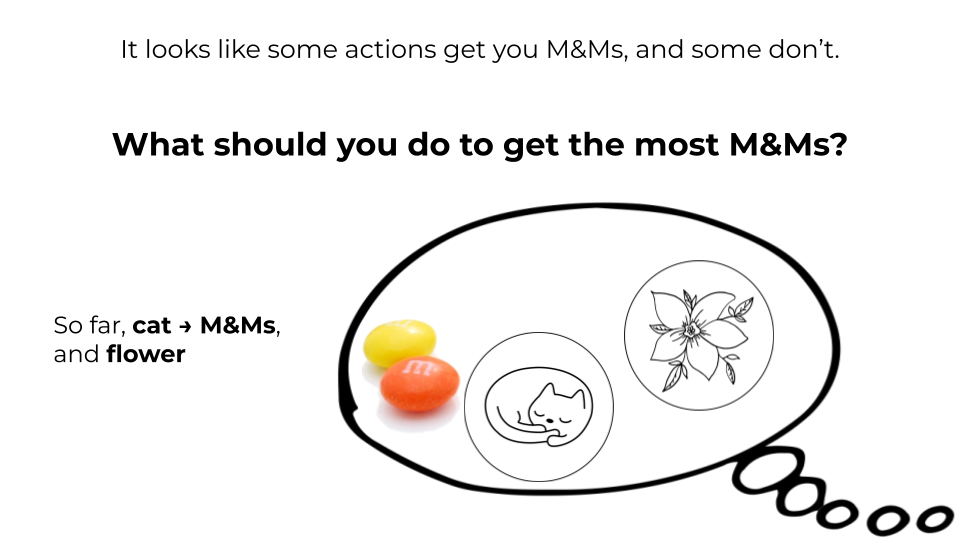 It looks like some actions get you M&Ms, and some don’t.
What should you do to get the most M&Ms?
So far, cat → M&Ms,
and flower
m